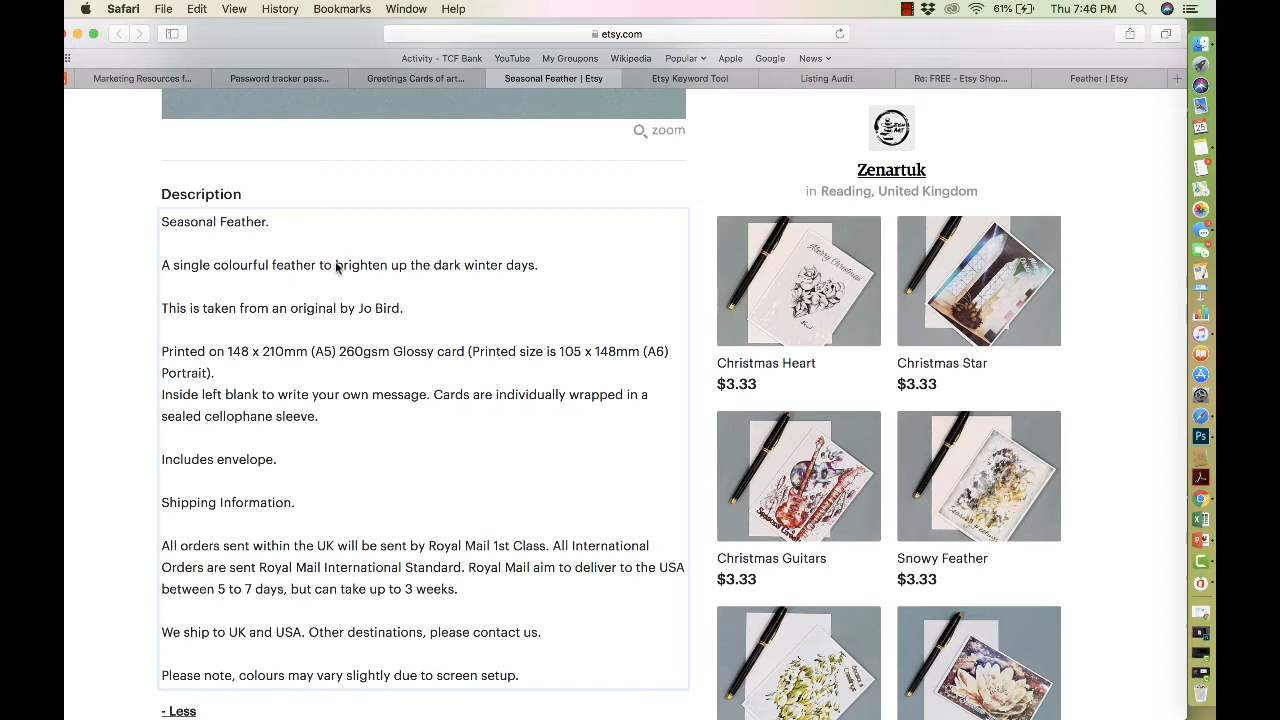 Safari File Edit View History Bookmarks Window Help 61% Thu 7:46 PM
etsy.com
Activity - TCF Bank YouTube My Groupons Wikipedia Popular Apple Google News
Marketing Resources f... Password tracker pass... Greetings Cards of art... Seasonal Feather | Etsy Etsy Keyword Tool Listing Audit Re: FREE - Etsy Shop... Feather | Etsy
zoom
Description
Seasonal Feather.
A single colourful feather to brighten up the dark winter days.
This is taken from an original by Jo Bird.
Printed on 148 x 210mm (A5) 260gsm Glossy card (Printed size is 105 x 148mm (A6)
Portrait).
Inside left blank to write your own message. Cards are individually wrapped in a
sealed cellophane sleeve.
Includes envelope.
Shipping Information.
All orders sent within the UK will be sent by Royal Mail 1st Class. All International
Orders are sent Royal Mail International Standard. Royal Mail aim to deliver to the USA
between 5 to 7 days, but can take up to 3 weeks.
We ship to UK and USA. Other destinations, please contact us.
Please note, colours may vary slightly due to screen
- Less
ZEN
ART
Zenartuk
in Reading, United Kingdom
Merry Christmas
Christmas Heart
$3.33
Christmas Star
$3.33
Christmas Guitars
$3.33
Snowy Feather
$3.33
25